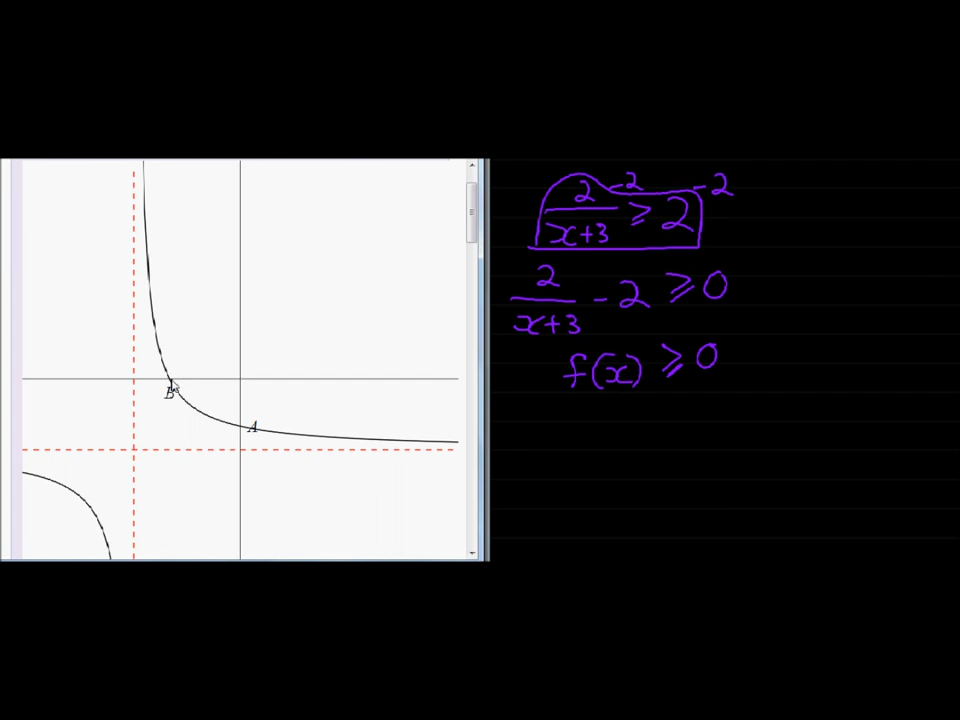 B
A
2/(x+3) -2 ≥ 2 -2
2/(x+3) - 2 ≥ 0
f(x) ≥ 0